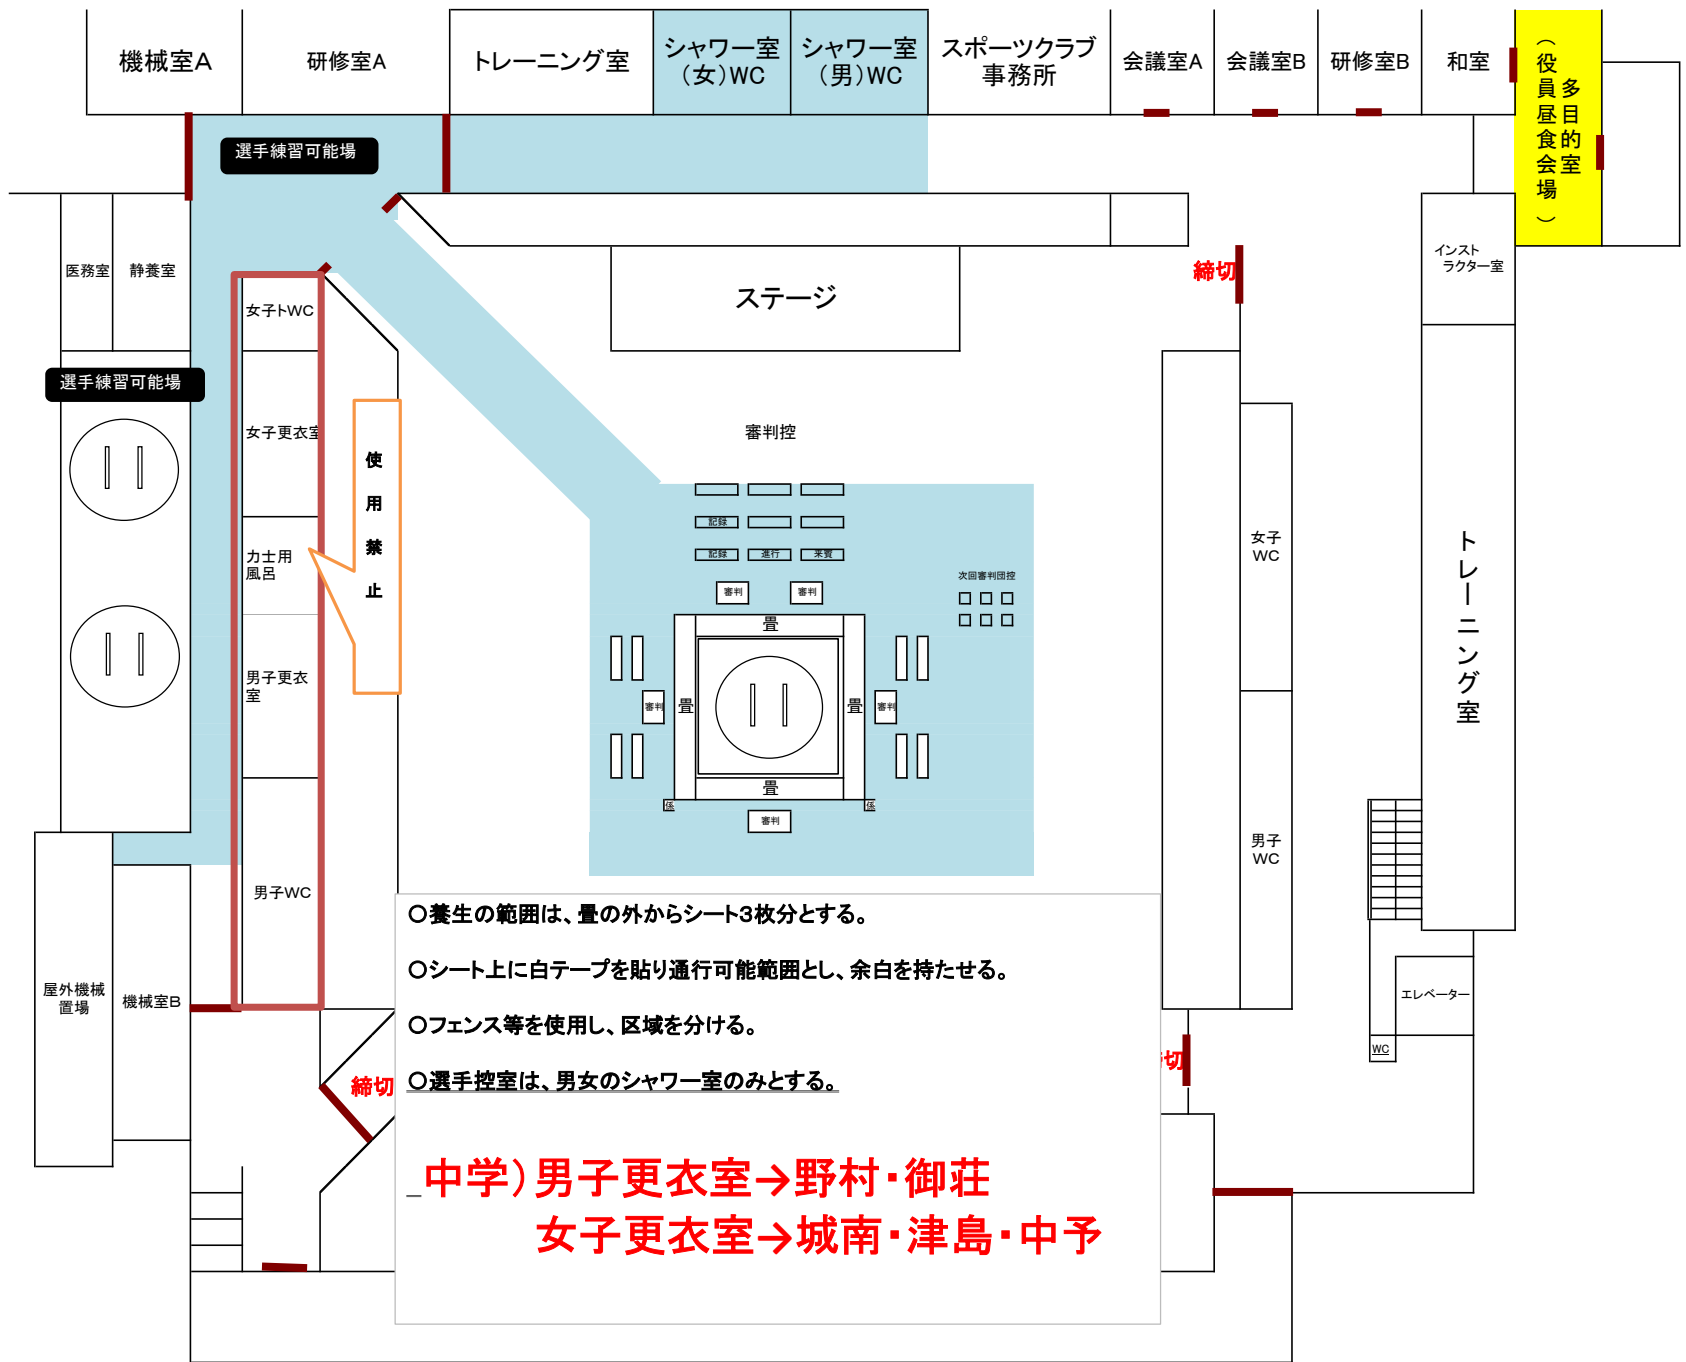 機械室A
研修室A
トレーニング室
シャワー室
(女)WC
シャワー室
(男)WC
スポーツクラブ
事務所
会議室A
会議室B
研修室B
和室
多目的室
(役員昼食会場)
選手練習可能場
医務室
静養室
女子トWC
ステージ
締切
インスト
ラクター室
選手練習可能場
女子更衣室
使用禁止
審判控
記録
記録
進行
来賓
審判
審判
次回審判団控
力士用
風呂
女子
WC
トレーニング室
畳
男子更衣
室
審判
畳
畳
審判
畳
係
係
審判
男子
WC
男子WC
○養生の範囲は、畳の外からシート3枚分とする。
○シート上に白テープを貼り通行可能範囲とし、余白を持たせる。
○フェンス等を使用し、区域を分ける。
○選手控室は、男女のシャワー室のみとする。
屋外機械
置場
機械室B
エレベーター
WC
締切
切
中学)男子更衣室→野村・御荘
女子更衣室→城南・津島・中予